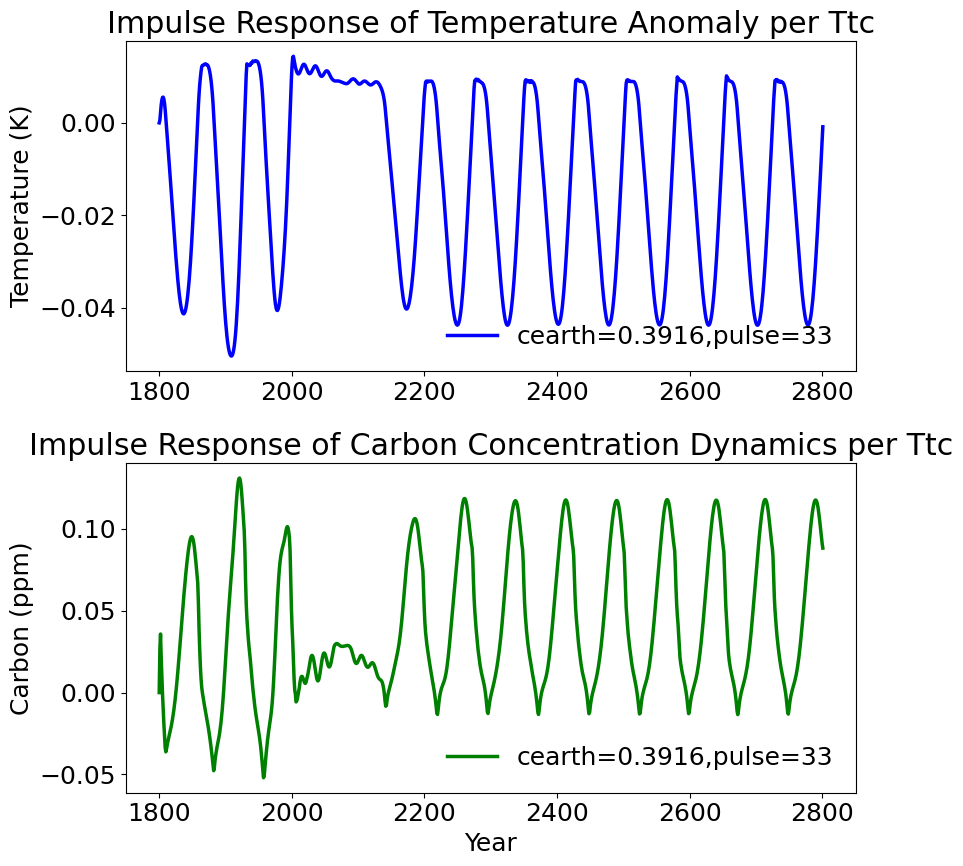 Impulse Response of Temperature Anomaly per Ttc
Temperature (K)
0.00
−0.02
−0.04
cearth=0.3916,pulse=33
1800 2000 2200 2400 2600 2800
Impulse Response of Carbon Concentration Dynamics per Ttc
Carbon (ppm)
0.10
0.05
0.00
−0.05
cearth=0.3916,pulse=33
1800 2000 2200 2400 2600 2800
Year